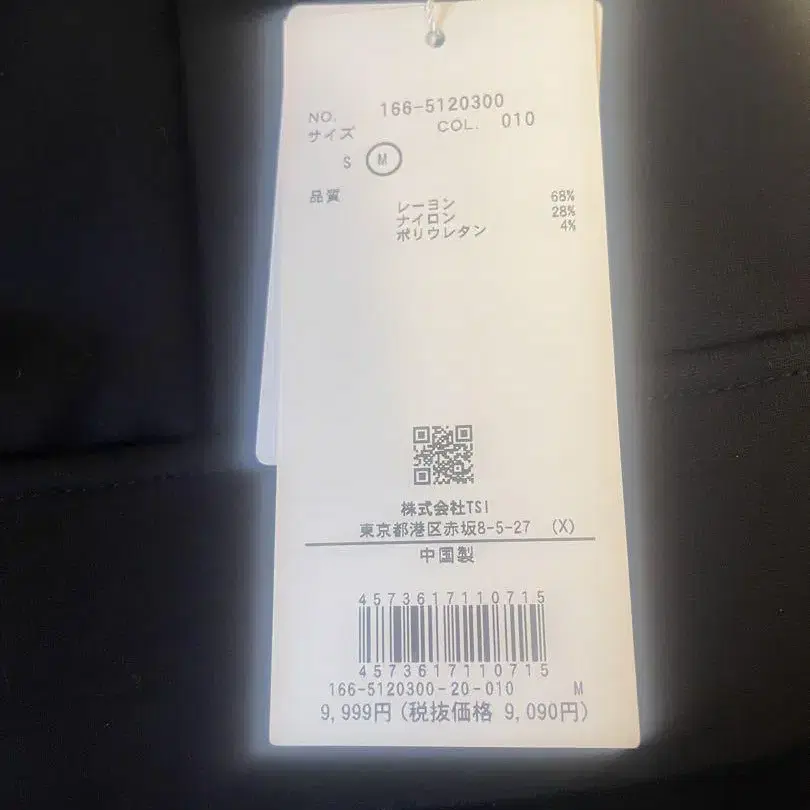 NO. 166-5120300
サイズ COL. 010
S M
品質 レーヨン 68%
ナイロン 28%
ポリウレタン 4%
株式会社TSI
東京都港区赤坂8-5-27 (X)
中国製
4573617110715
4573617110715
166-5120300-20-010 M
9,999円(税抜価格 9,090円)